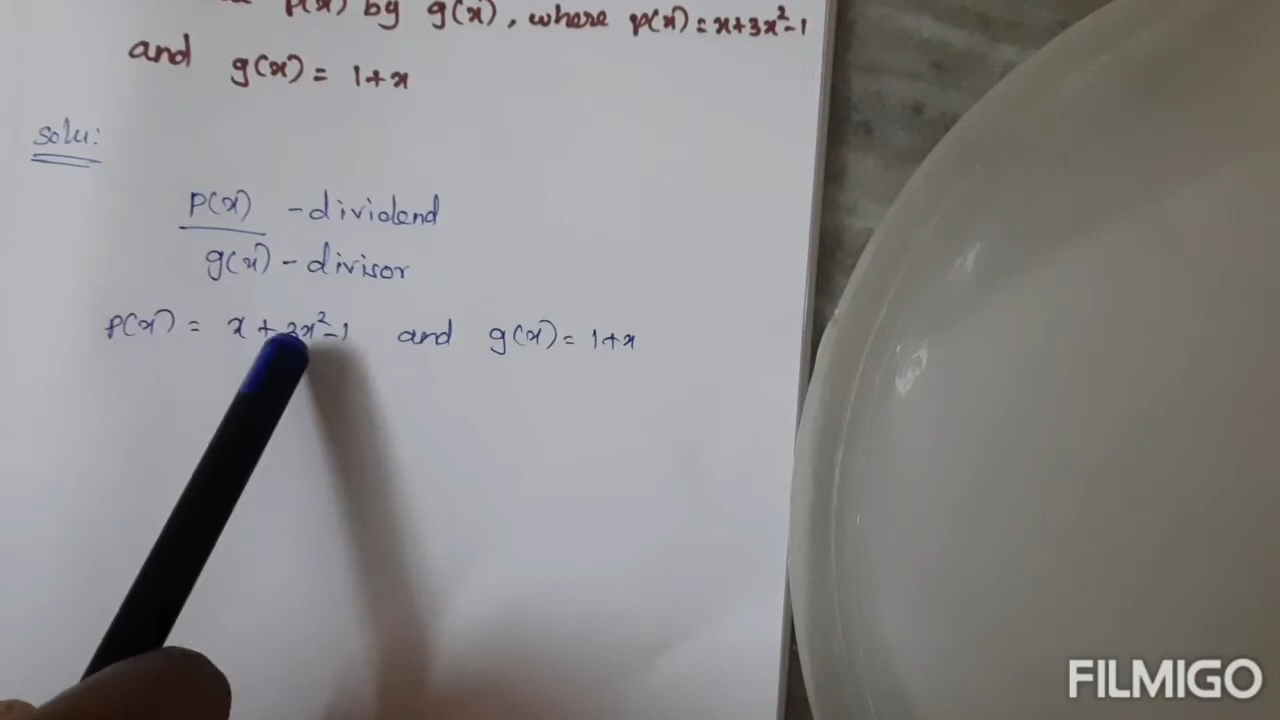 p(x) by g(x), where p(x) = x+3x²-1
and g(x) = 1+x
Solu:
P(x) - dividend
g(x) - divisor
p(x) = x + 3x²-1 and g(x) = 1+x
FILMIGO